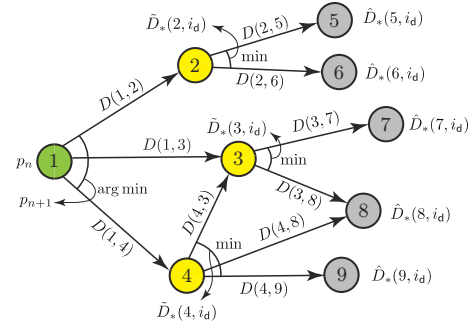 D̃_*(2, i_d)
D(2, 5)
5
D̂_*(5, i_d)
2
min
D(2, 6)
6
D̂_*(6, i_d)
D(1, 2)
D̃_*(3, i_d)
D(3, 7)
7
D̂_*(7, i_d)
p_n
1
D(1, 3)
3
min
arg min
p_{n+1}
D(1, 4)
D(4, 3)
D(3, 8)
8
D̂_*(8, i_d)
min
D(4, 8)
4
D(4, 9)
9
D̂_*(9, i_d)
D̃_*(4, i_d)